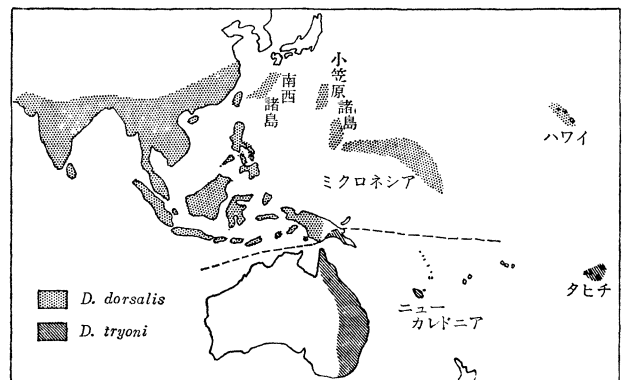 小笠原諸島
南西諸島
ハワイ
ミクロネシア
タヒチ
ニュー
カレドニア
D. dorsalis
D. tryoni